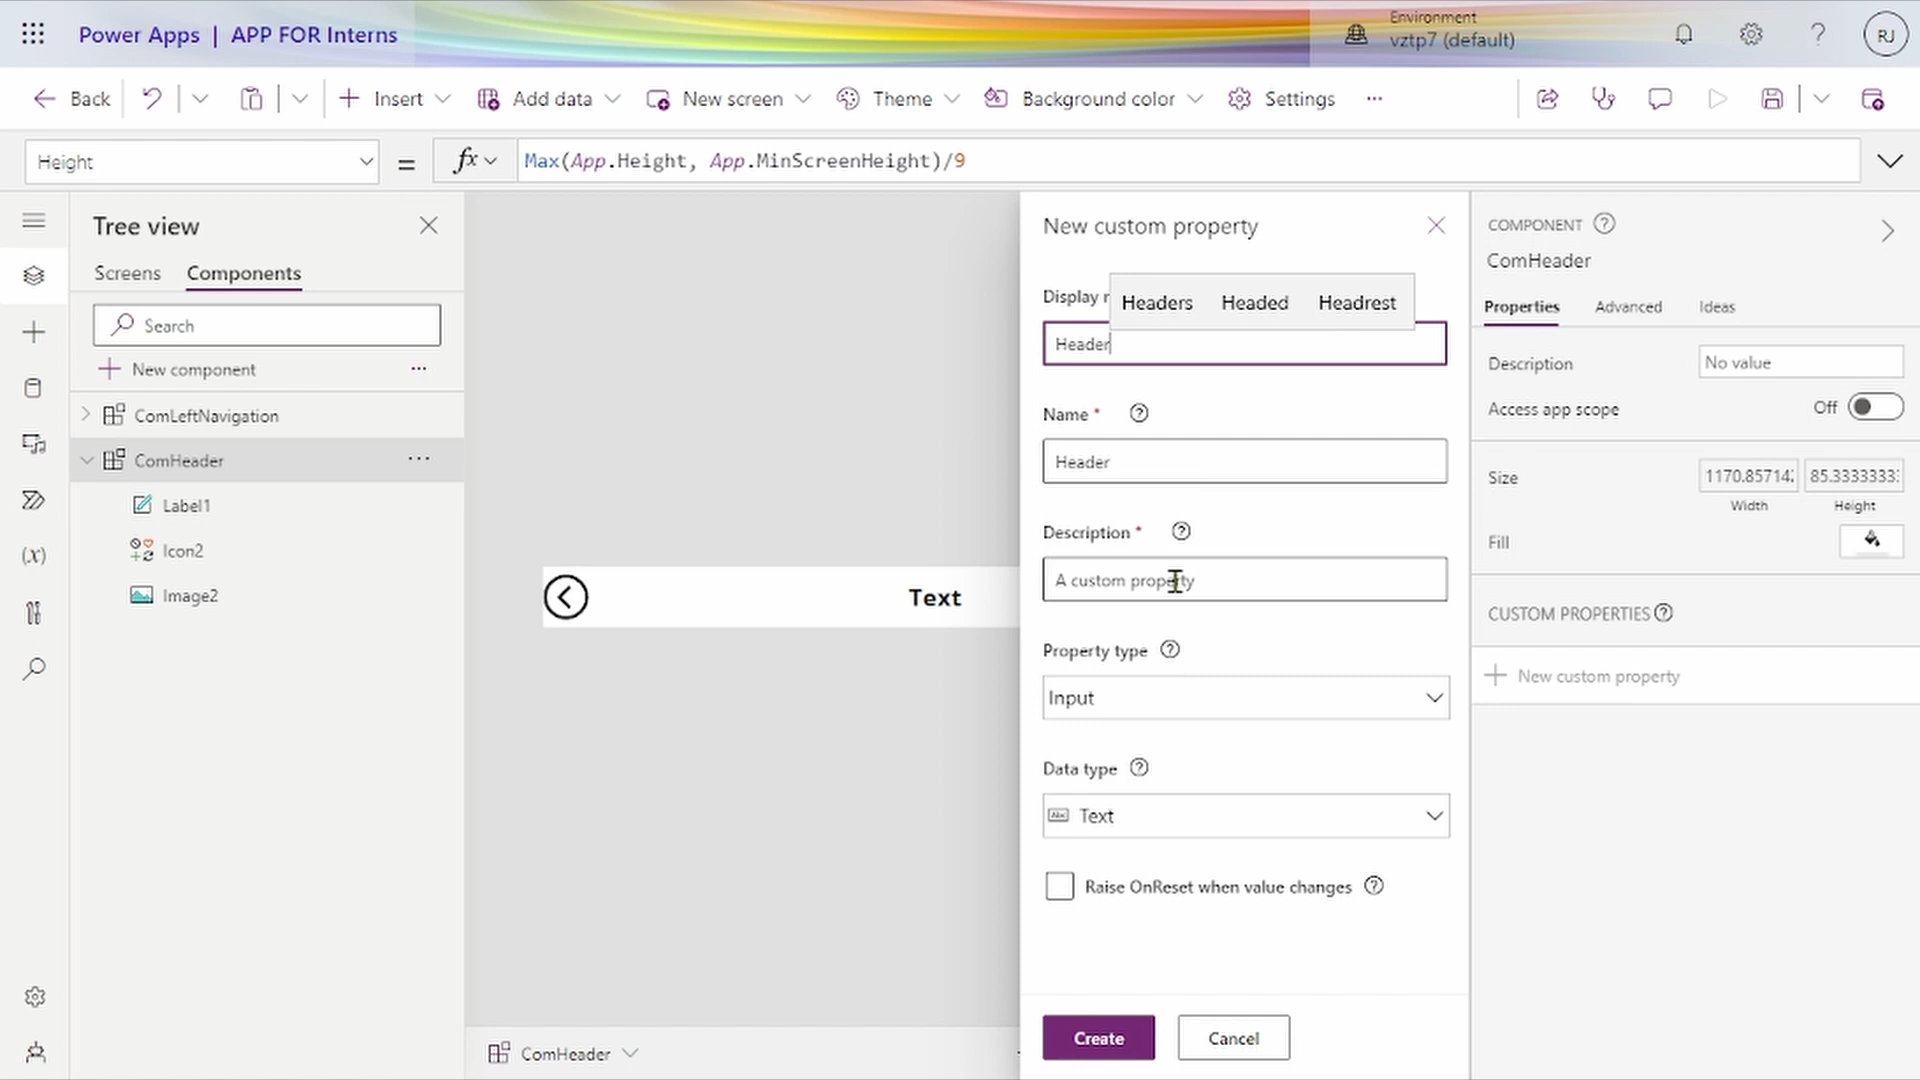 Power Apps | APP FOR Interns
Environment
vztp7 (default)
RJ
Back
Insert
Add data
New screen
Theme
Background color
Settings
...
Height
=
fx
Max(App.Height, App.MinScreenHeight)/9
Tree view
Screens
Components
Search
New component
...
ComLeftNavigation
ComHeader
...
Label1
Icon2
Image2
Text
ComHeader
New custom property
Display
Headers
Headed
Headrest
Header
Name *
Header
Description *
A custom property
Property type
Input
Data type
Abc
Text
Raise OnReset when value changes
Create
Cancel
COMPONENT
ComHeader
Properties
Advanced
Ideas
Description
No value
Access app scope
Off
Size
1170.85714
85.3333333
Width
Height
Fill
CUSTOM PROPERTIES
New custom property